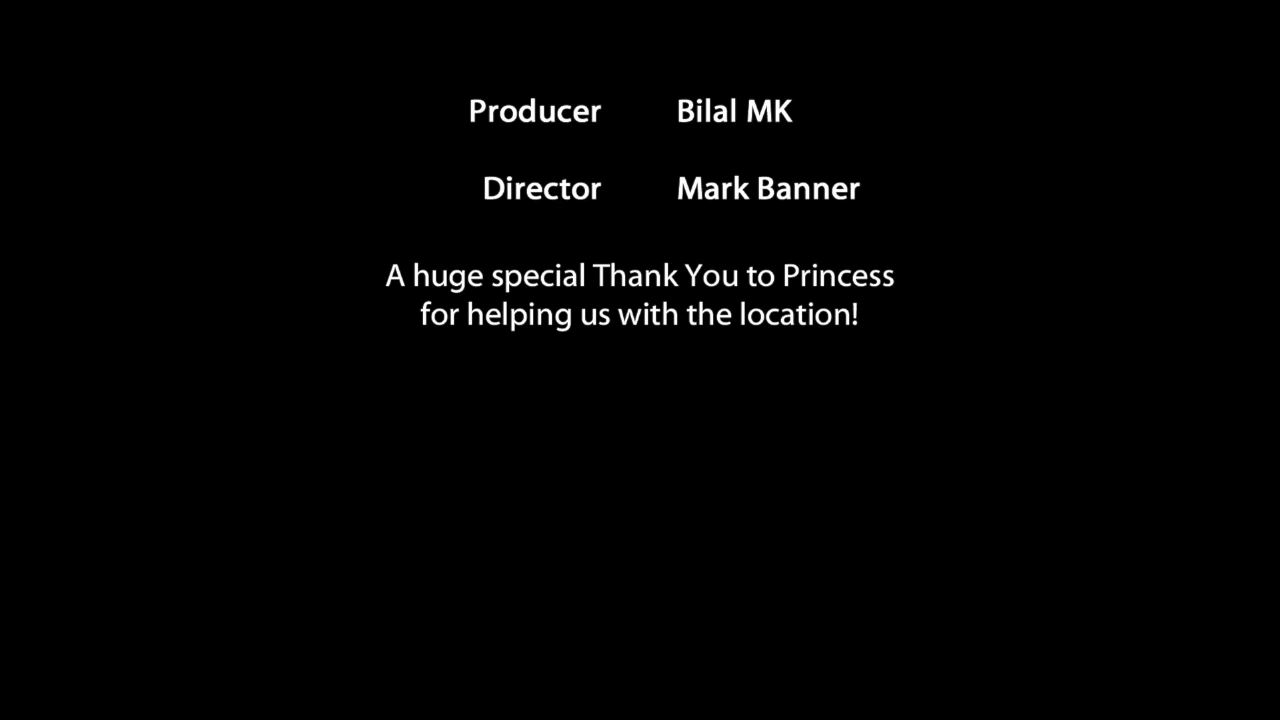 Producer Bilal MK
Director Mark Banner
A huge special Thank You to Princess
for helping us with the location!